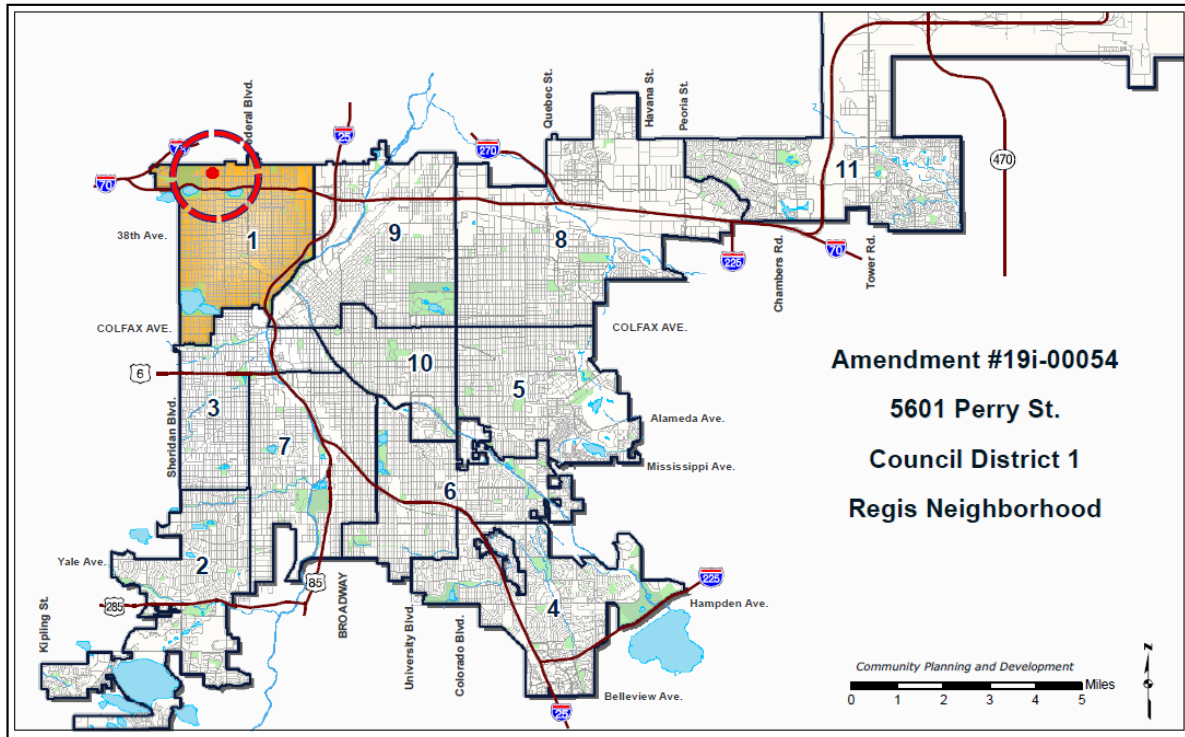 Federal Blvd.
Quebec St.
Havana St.
Peoria St.
25
270
70
470
11
70
38th Ave.
1
9
8
225
70
Chambers Rd.
Tower Rd.
COLFAX AVE.
COLFAX AVE.
6
10
5
Amendment #19i-00054
5601 Perry St.
Council District 1
Regis Neighborhood
Sheridan Blvd.
3
7
Alameda Ave.
Mississippi Ave.
6
Yale Ave.
2
85
BROADWAY
University Blvd.
Colorado Blvd.
4
225
Hampden Ave.
285
Kipling St.
Belleview Ave.
25
Community Planning and Development
Miles
0 1 2 3 4 5
N